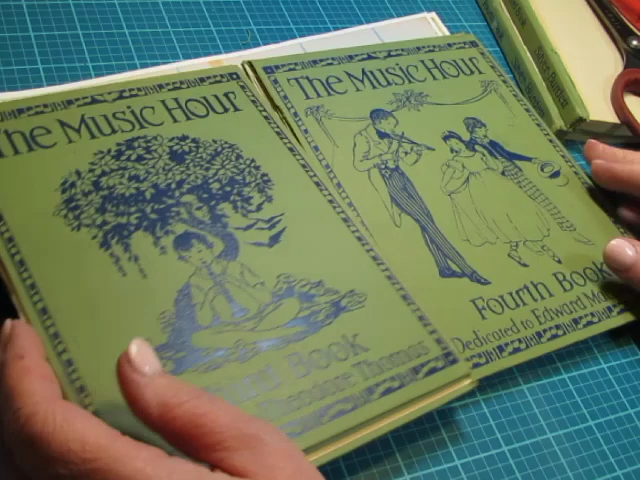 The Music Hour
Book
Theodore Thomas
The Music Hour
Fourth Book
Dedicated to Edward